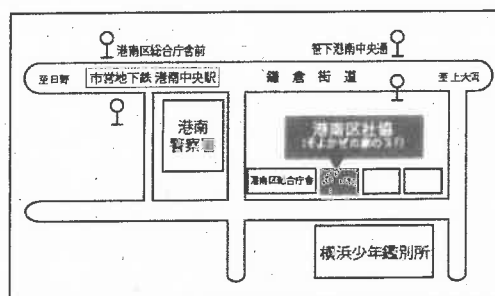 港南区総合庁舎前
笹下港南中央通
至日野
市営地下鉄 港南中央駅
鎌倉街道
至上大岡
港南
警察署
港南区社協
港南区総合庁舎
横浜少年鑑別所